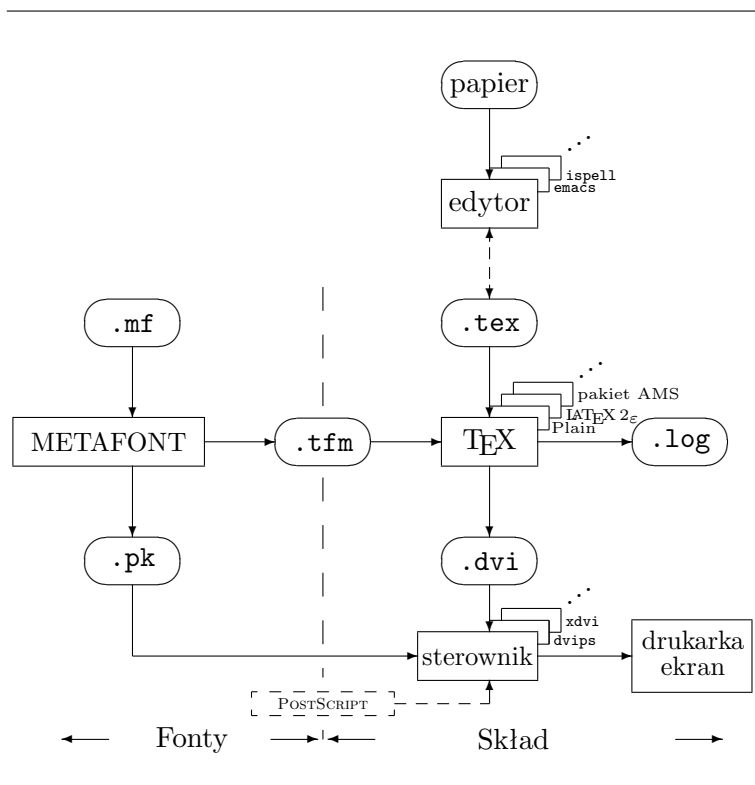 papier
ispell
emacs
edytor
.mf
.tex
pakiet AMS
LATEX 2ε
Plain
METAFONT
.tfm
TEX
.log
.pk
.dvi
xdvi
dvips
sterownik
drukarka
ekran
POSTSCRIPT
Fonty
Skład